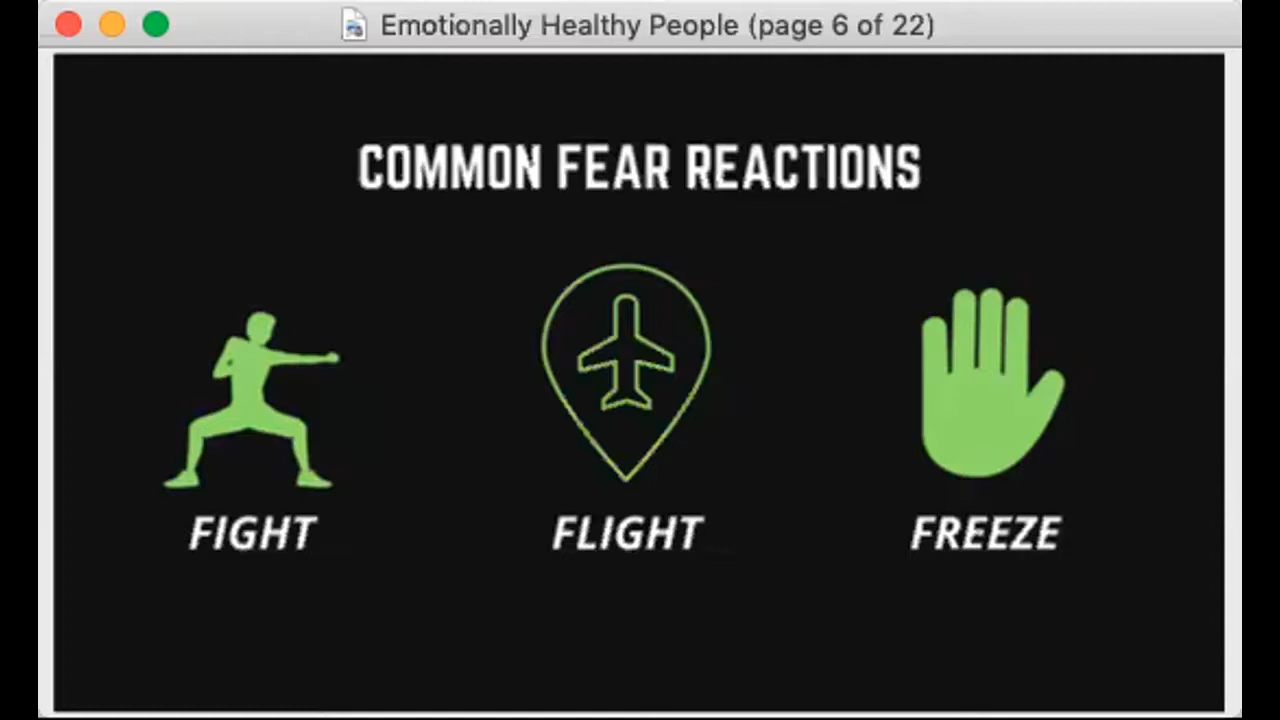 Emotionally Healthy People (page 6 of 22)
COMMON FEAR REACTIONS
FIGHT
FLIGHT
FREEZE